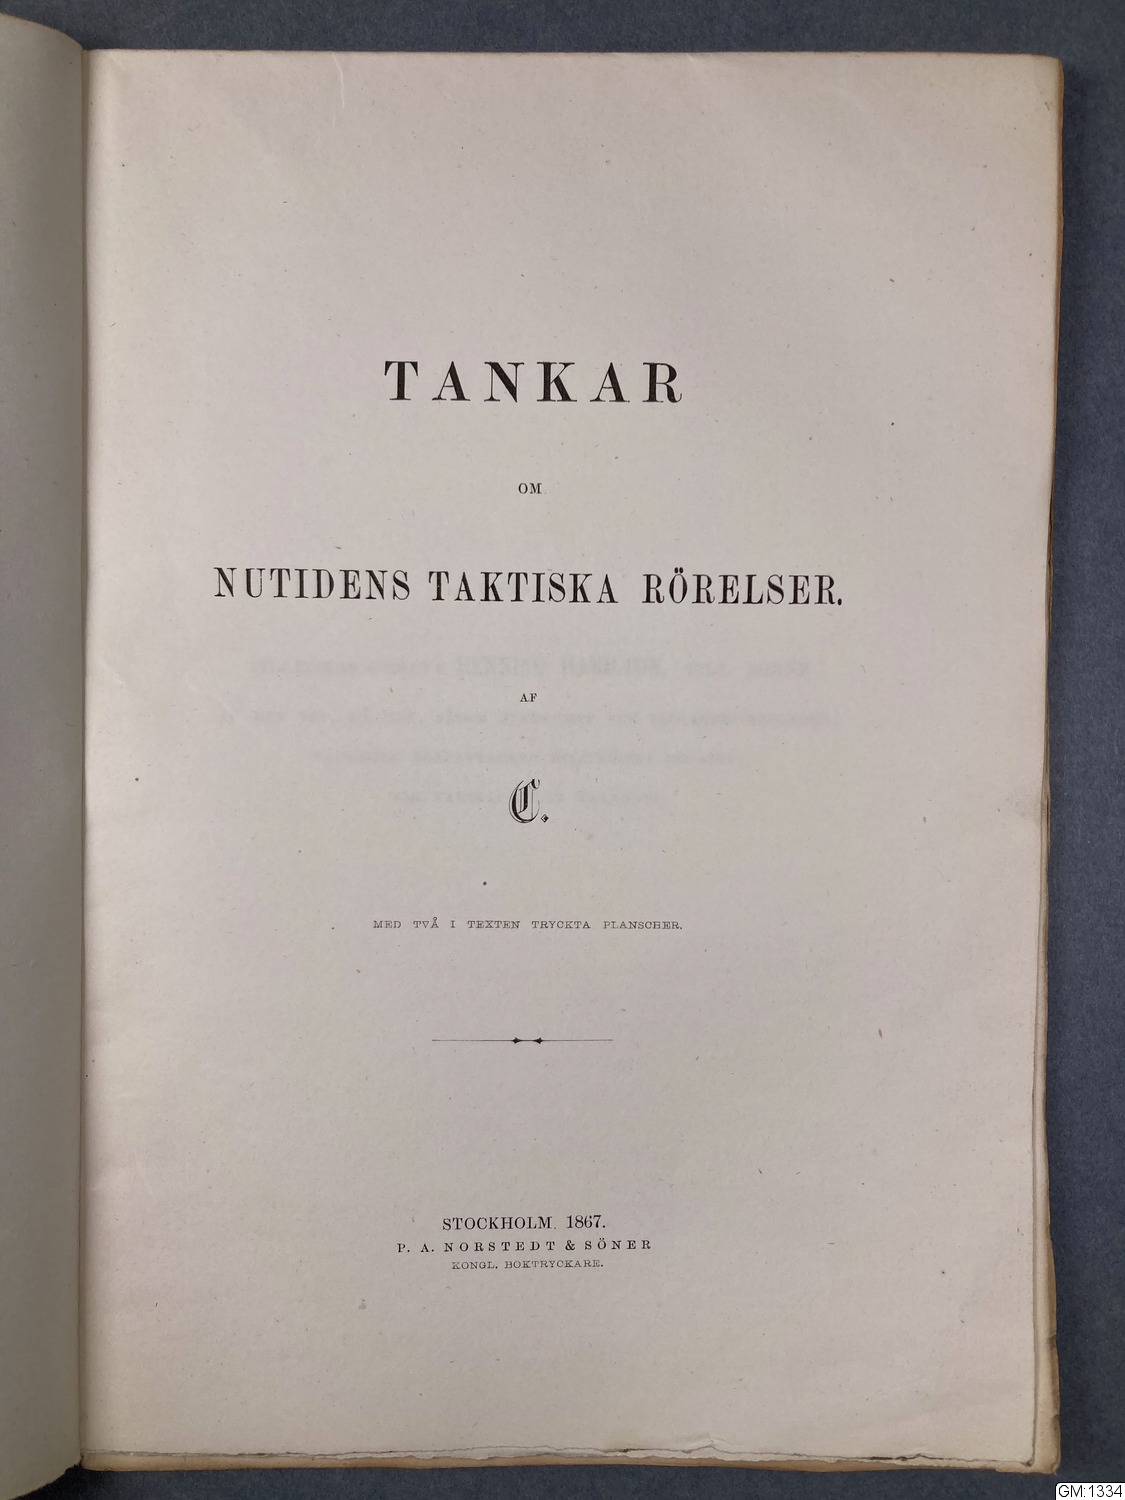 TANKAR
OM
NUTIDENS TAKTISKA RÖRELSER.
AF
C.
MED TVÅ I TEXTEN TRYCKTA PLANSCHER.
STOCKHOLM, 1867.
P. A. NORSTEDT & SÖNER
KONGL. BOKTRYCKARE.
GM:1334